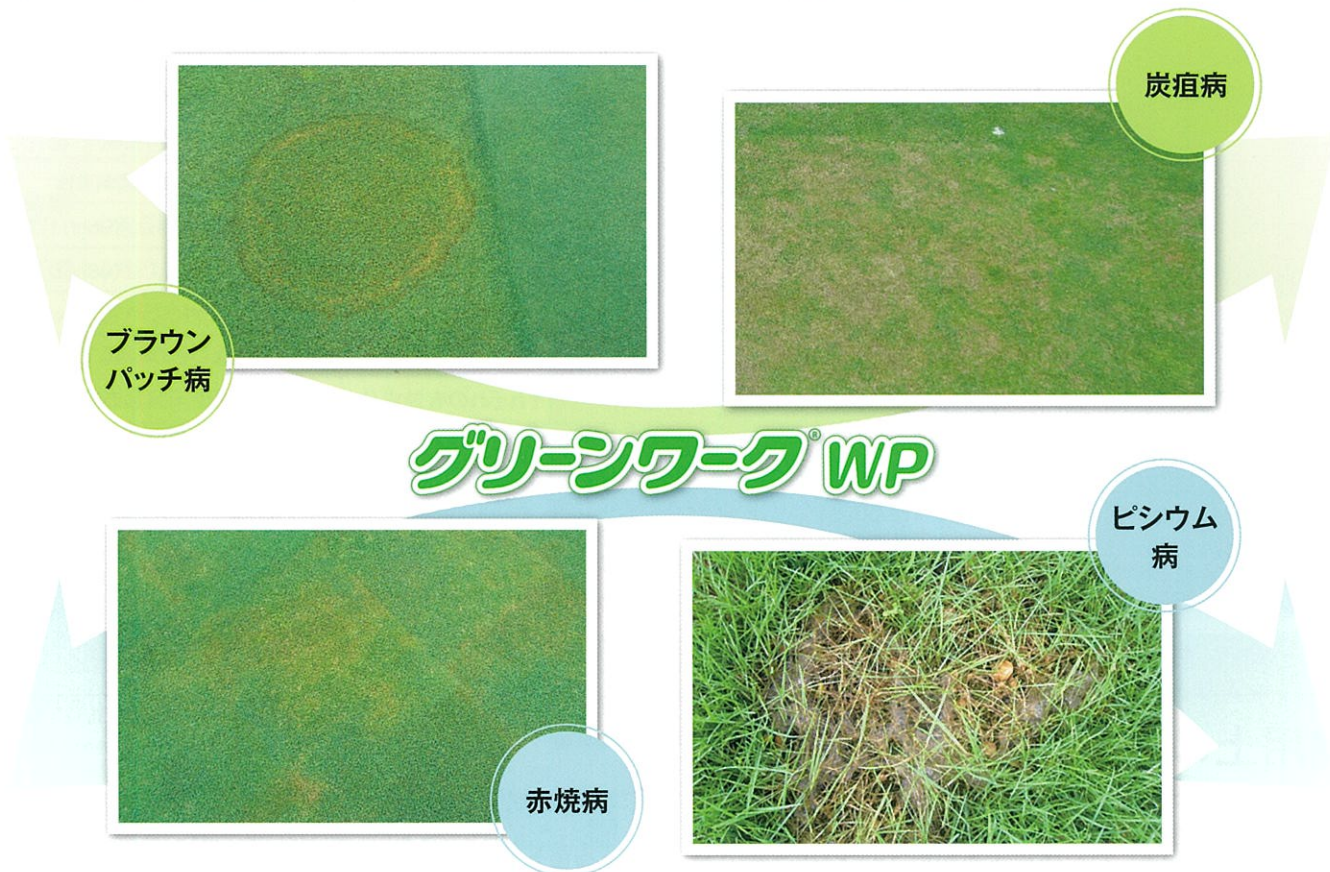 炭疽病
ブラウン
パッチ病
グリーンワーク® WP
ピシウム
病
赤焼病